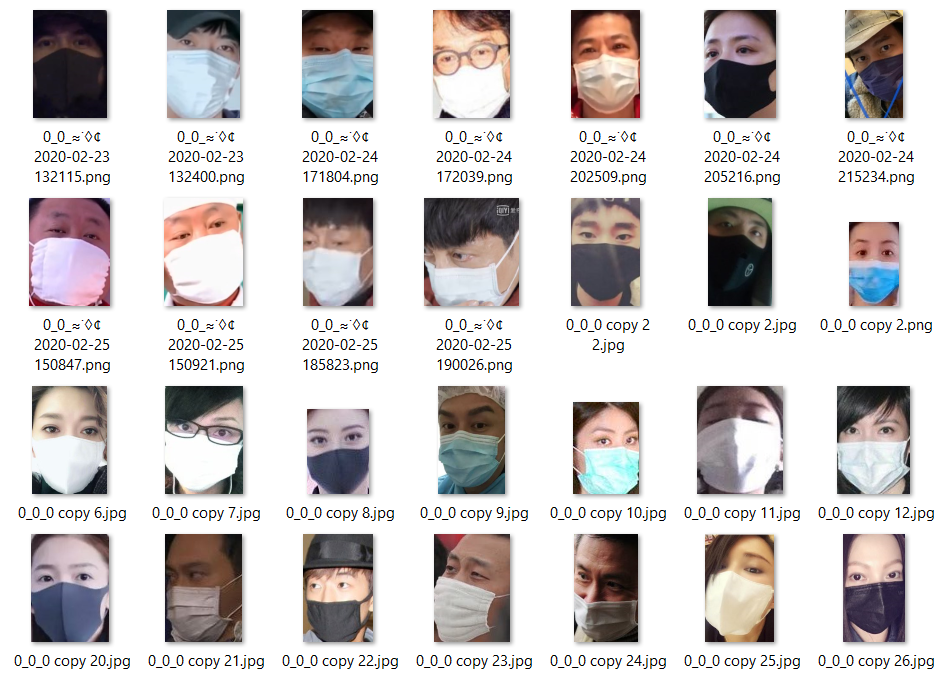 0_0_≈˙◊¢
2020-02-23
132115.png
0_0_≈˙◊¢
2020-02-23
132400.png
0_0_≈˙◊¢
2020-02-24
171804.png
0_0_≈˙◊¢
2020-02-24
172039.png
0_0_≈˙◊¢
2020-02-24
202509.png
0_0_≈˙◊¢
2020-02-24
205216.png
0_0_≈˙◊¢
2020-02-24
215234.png
0_0_≈˙◊¢
2020-02-25
150847.png
0_0_≈˙◊¢
2020-02-25
150921.png
0_0_≈˙◊¢
2020-02-25
185823.png
0_0_≈˙◊¢
2020-02-25
190026.png
0_0_0 copy 2
2.jpg
0_0_0 copy 2.jpg
0_0_0 copy 2.png
0_0_0 copy 6.jpg
0_0_0 copy 7.jpg
0_0_0 copy 8.jpg
0_0_0 copy 9.jpg
0_0_0 copy 10.jpg
0_0_0 copy 11.jpg
0_0_0 copy 12.jpg
0_0_0 copy 20.jpg
0_0_0 copy 21.jpg
0_0_0 copy 22.jpg
0_0_0 copy 23.jpg
0_0_0 copy 24.jpg
0_0_0 copy 25.jpg
0_0_0 copy 26.jpg